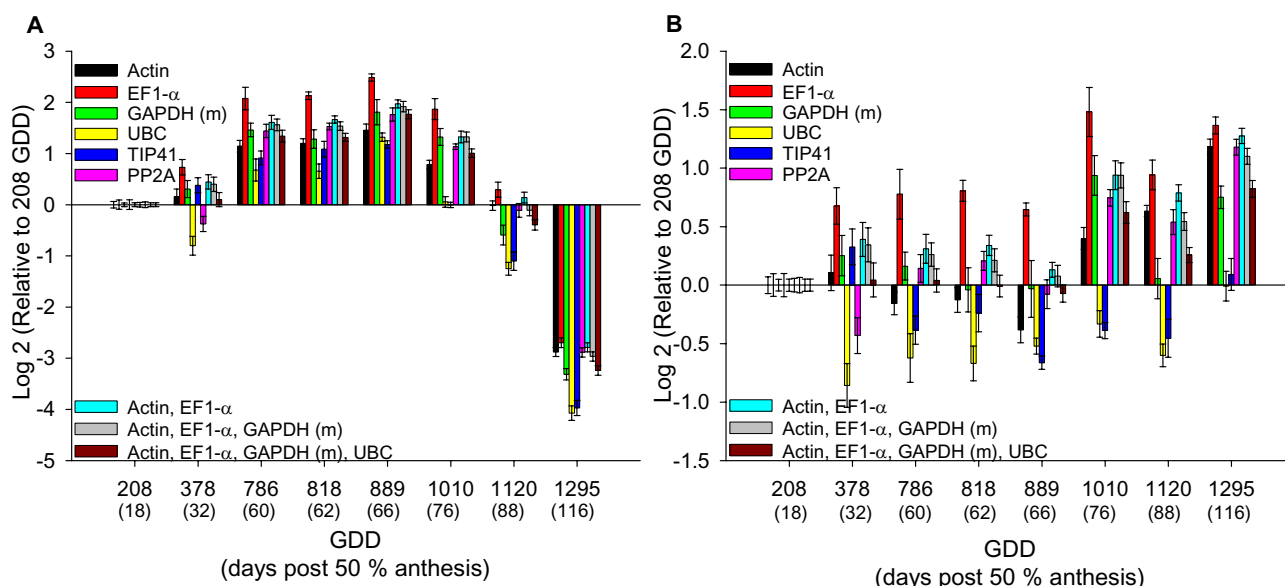 A
Log 2 (Relative to 208 GDD)
3
2
1
0
-1
-2
-3
-4
-5
Actin
EF1-α
GAPDH (m)
UBC
TIP41
PP2A
Actin, EF1-α
Actin, EF1-α, GAPDH (m)
Actin, EF1-α, GAPDH (m), UBC
208 378 786 818 889 1010 1120 1295
(18) (32) (60) (62) (66) (76) (88) (116)
GDD
(days post 50 % anthesis)
B
Log 2 (Relative to 208 GDD)
2.0
1.5
1.0
0.5
0.0
-0.5
-1.0
-1.5
Actin
EF1-α
GAPDH (m)
UBC
TIP41
PP2A
Actin, EF1-α
Actin, EF1-α, GAPDH (m)
Actin, EF1-α, GAPDH (m), UBC
208 378 786 818 889 1010 1120 1295
(18) (32) (60) (62) (66) (76) (88) (116)
GDD
(days post 50 % anthesis)